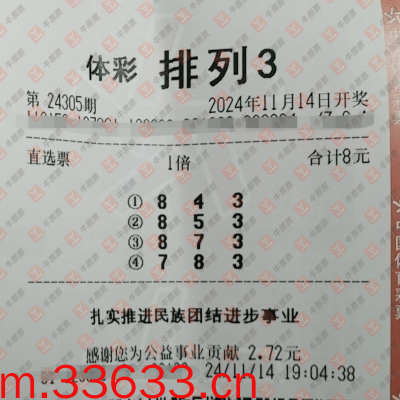 体彩 排列3
第 24305期 2024年11月14日开奖
直选票 1倍 合计8元
① 8 4 3
② 8 5 3
③ 8 7 3
④ 7 8 3
扎实推进民族团结进步事业
感谢您为公益事业贡献 2.72元
24/11/14 19:04:38
m.33633.cn